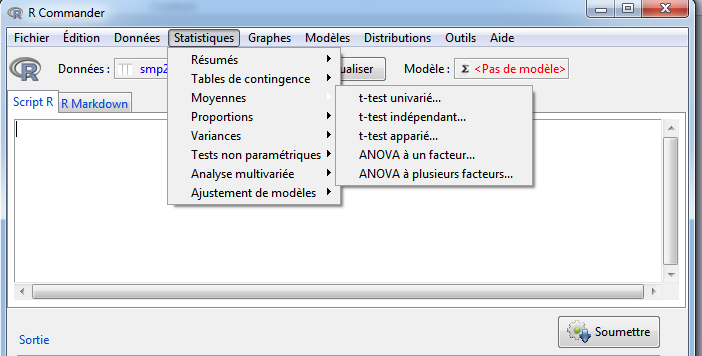 R Commander
Fichier Édition Données Statistiques Graphes Modèles Distributions Outils Aide
Données : smp2 Modèle : Σ <Pas de modèle>
Résumés
Tables de contingence
Moyennes
Proportions
Variances
Tests non paramétriques
Analyse multivariée
Ajustement de modèles
t-test univarié...
t-test indépendant...
t-test apparié...
ANOVA à un facteur...
ANOVA à plusieurs facteurs...
Script R R Markdown
Soumettre
Sortie